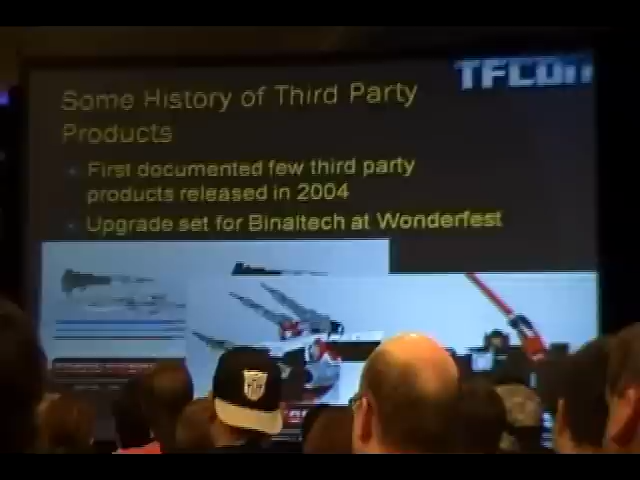 TFCon
Some History of Third Party
Products
First documented few third party
products released in 2004
Upgrade set for Binaltech at Wonderfest